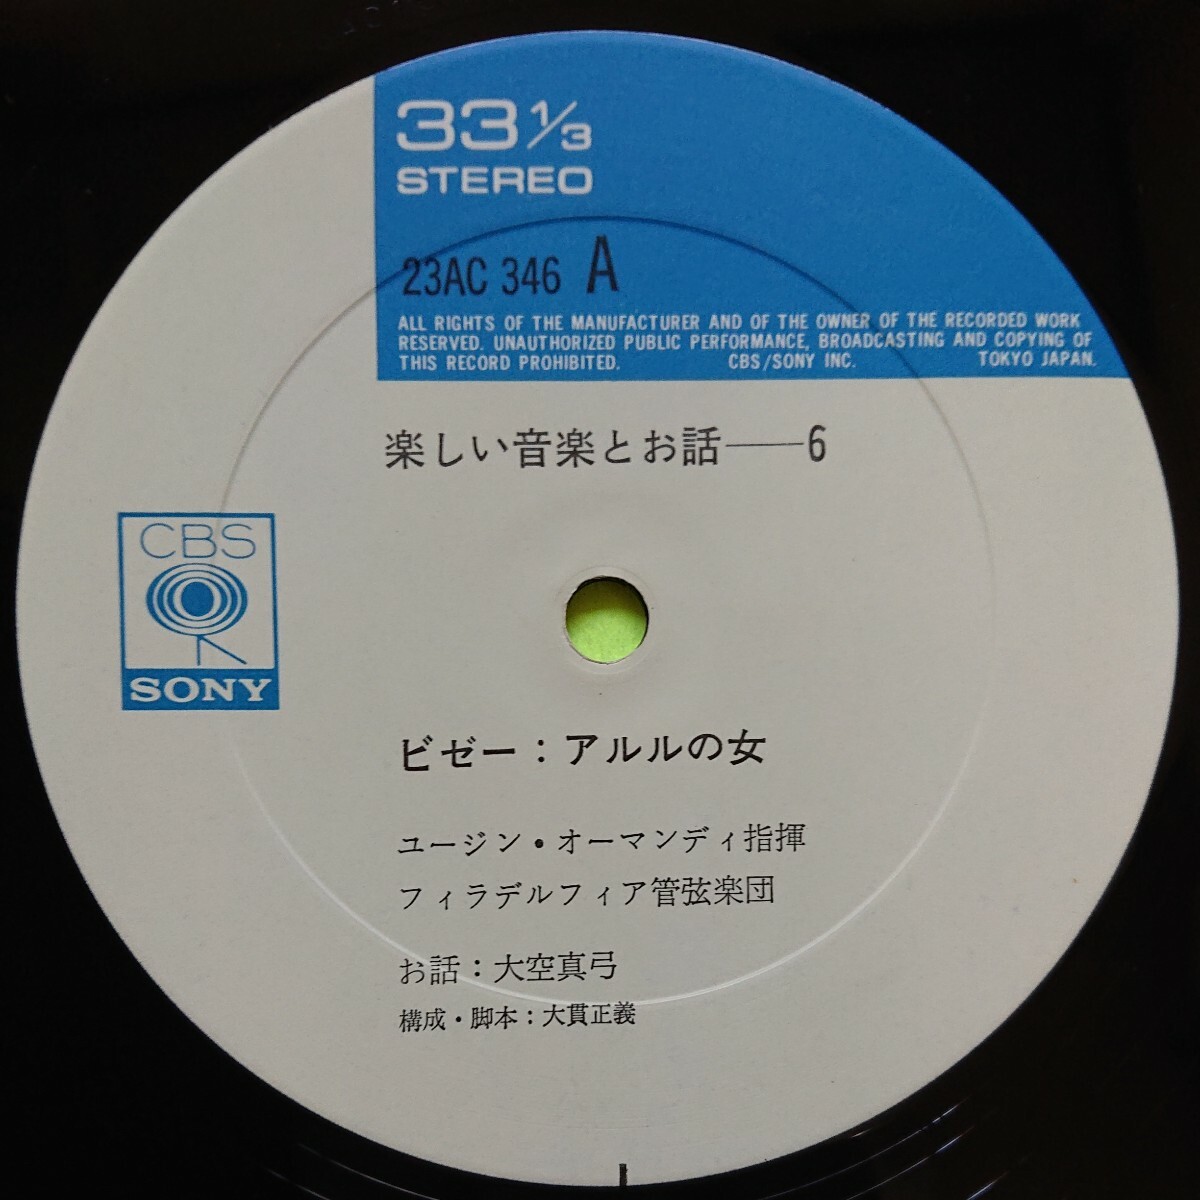 33 1/3
STEREO
23AC 346 A
ALL RIGHTS OF THE MANUFACTURER AND OF THE OWNER OF THE RECORDED WORK
RESERVED. UNAUTHORIZED PUBLIC PERFORMANCE, BROADCASTING AND COPYING OF
THIS RECORD PROHIBITED. CBS/SONY INC. TOKYO JAPAN.
楽しい音楽とお話——6
CBS
SONY
ビゼー：アルルの女
ユージン・オーマンディ指揮
フィラデルフィア管弦楽団
お話：大空真弓
構成・脚本：大貫正義